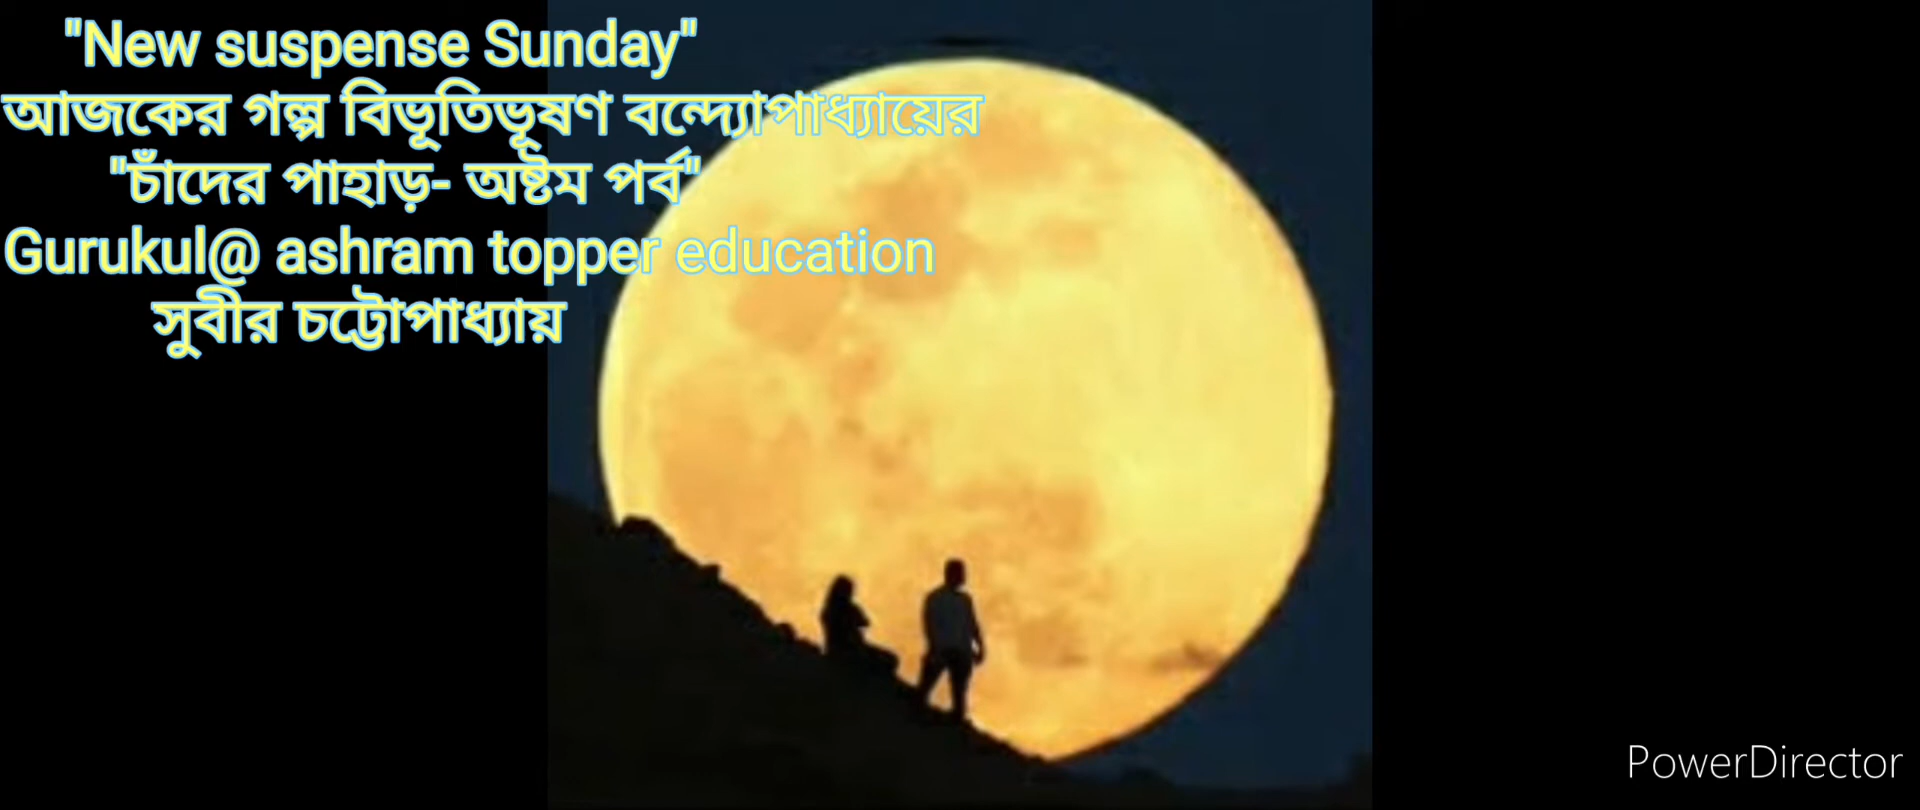 "New suspense Sunday"
আজকের গল্প বিভূতিভূষণ বন্দ্যোপাধ্যায়ের
"চাঁদের পাহাড়- অষ্টম পর্ব"
Gurukul@ ashram topper education
সুবীর চট্টোপাধ্যায়
PowerDirector